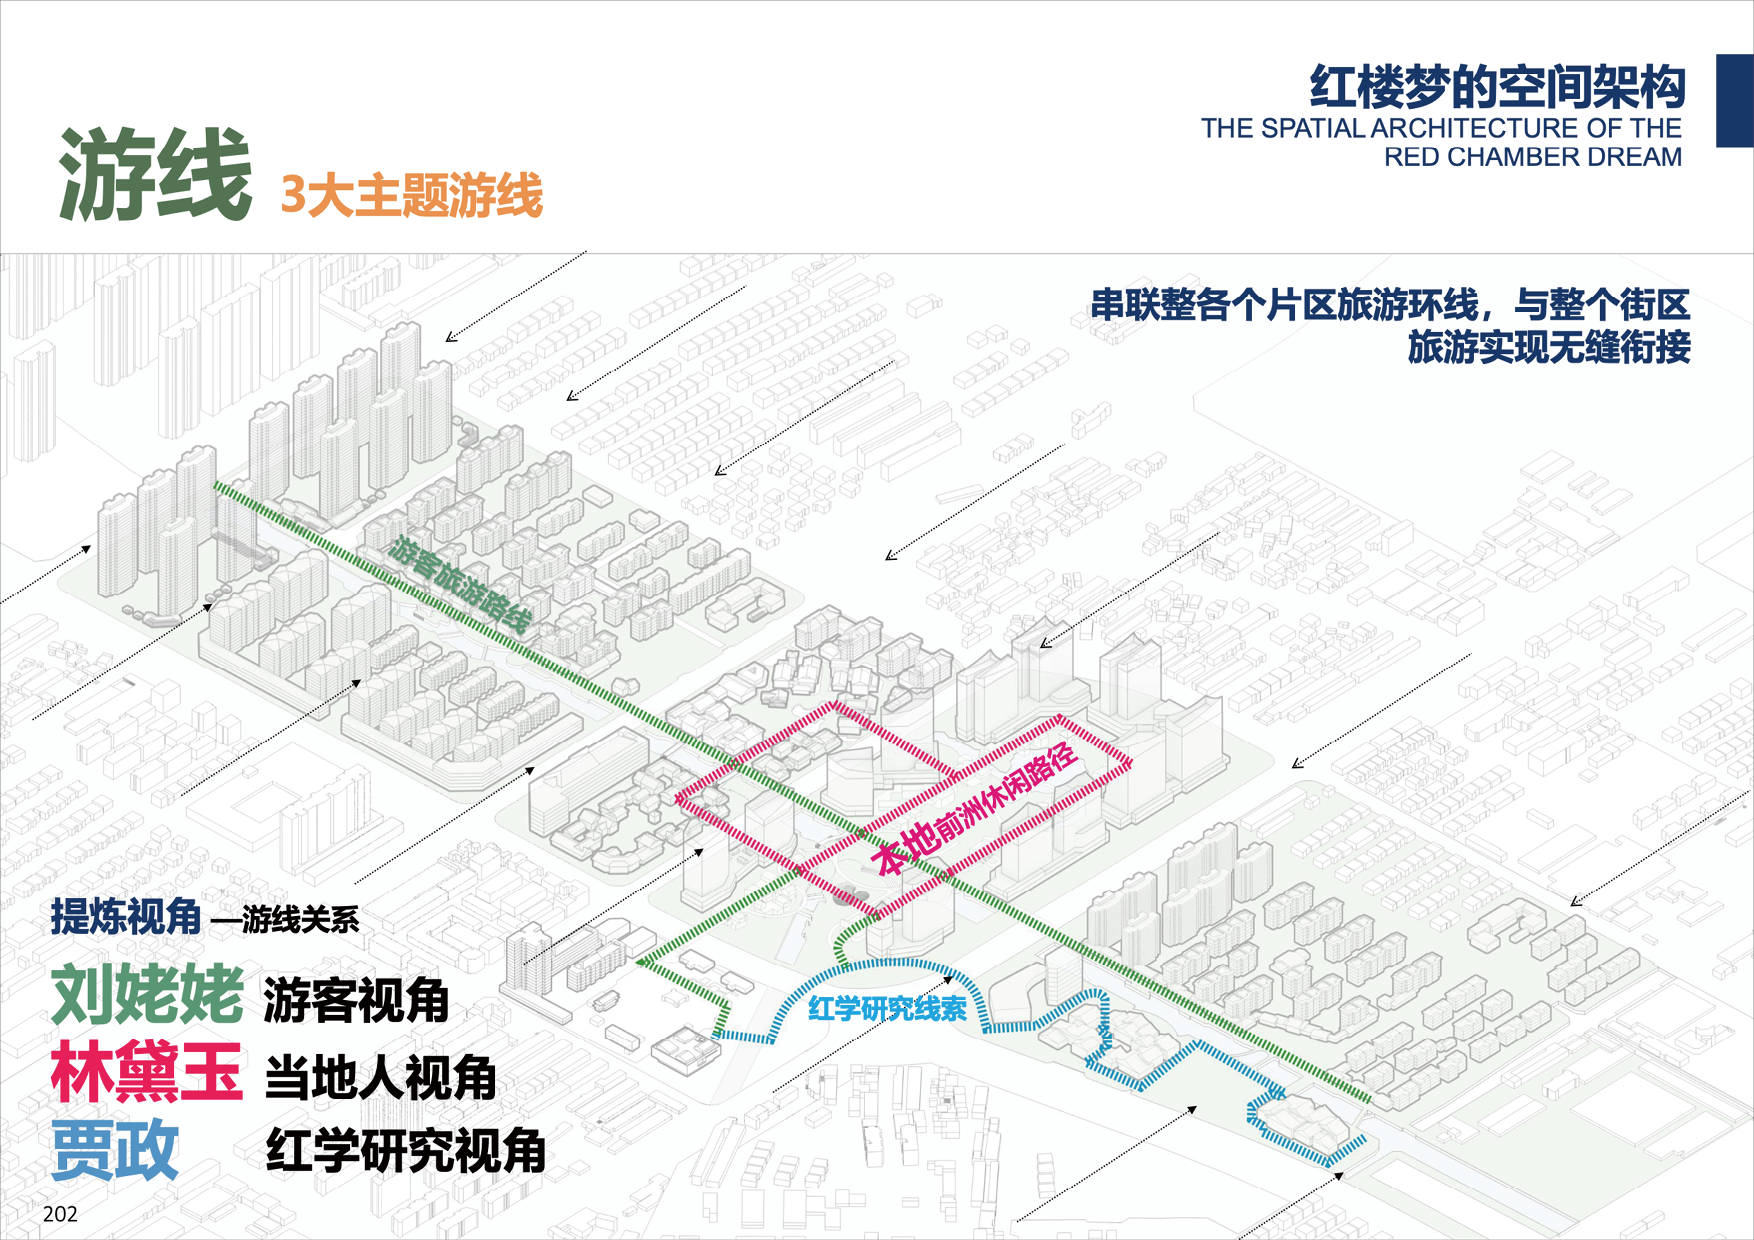 红楼梦的空间架构
THE SPATIAL ARCHITECTURE OF THE
RED CHAMBER DREAM
游线 3大主题游线
串联整各个片区旅游环线，与整个街区
旅游实现无缝衔接
游客旅游路线
本地前洲休闲路径
红学研究线索
提炼视角 —游线关系
刘姥姥 游客视角
林黛玉 当地人视角
贾政 红学研究视角
202